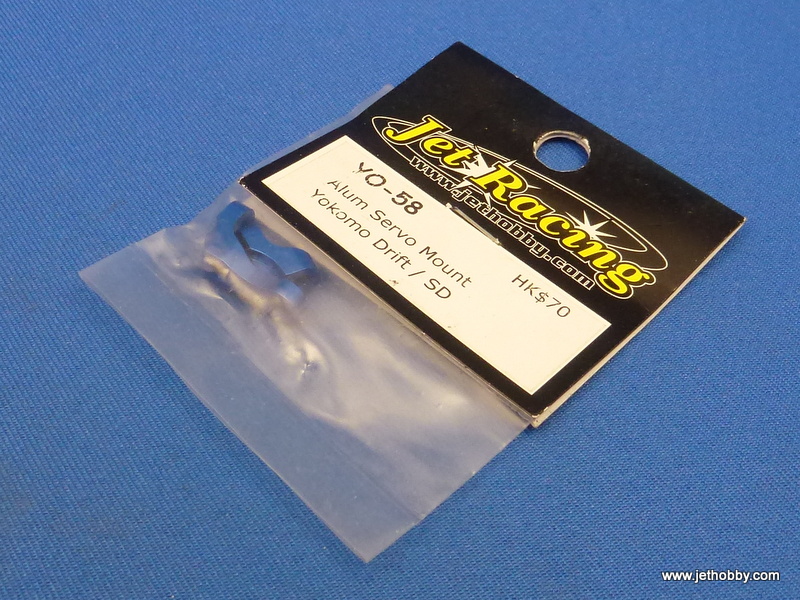 Jet Racing
www.jethobby.com
YO-58
Alum Servo Mount
Yokomo Drift / SD
HK$70
www.jethobby.com